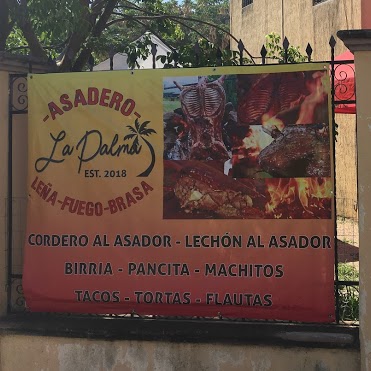 -ASADERO-
La Palma
EST. 2018
LEÑA-FUEGO-BRASA
CORDERO AL ASADOR - LECHÓN AL ASADOR
BIRRIA - PANCITA - MACHITOS
TACOS - TORTAS - FLAUTAS